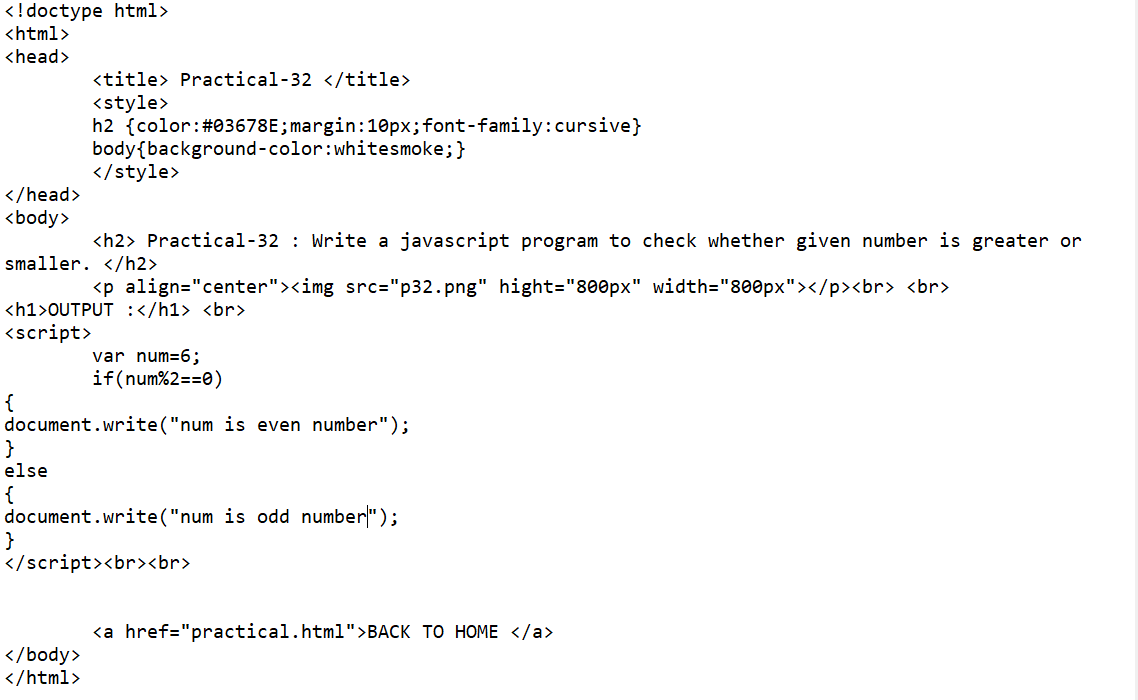 <!doctype html>
<html>
<head>
<title> Practical-32 </title>
<style>
h2 {color:#03678E;margin:10px;font-family:cursive}
body{background-color:whitesmoke;}
</style>
</head>
<body>
<h2> Practical-32 : Write a javascript program to check whether given number is greater or
smaller. </h2>
<p align="center"><img src="p32.png" hight="800px" width="800px"></p><br> <br>
<h1>OUTPUT :</h1> <br>
<script>
var num=6;
if(num%2==0)
{
document.write("num is even number");
}
else
{
document.write("num is odd number");
}
</script><br><br>
<a href="practical.html">BACK TO HOME </a>
</body>
</html>